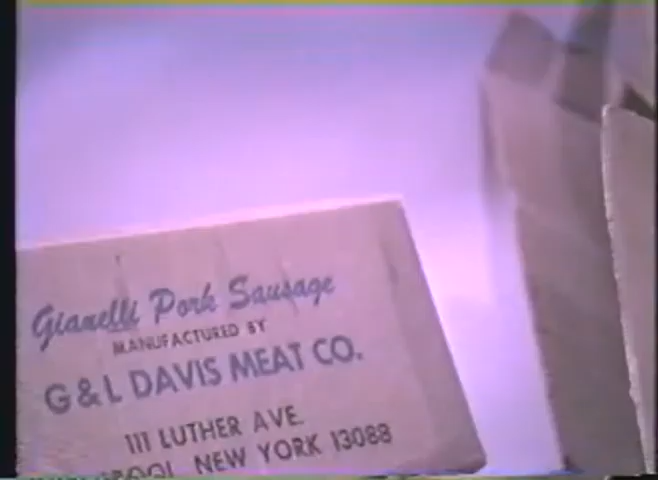 Gianelli Pork Sausage
MANUFACTURED BY
G & L DAVIS MEAT CO.
111 LUTHER AVE.
NEW YORK 13088